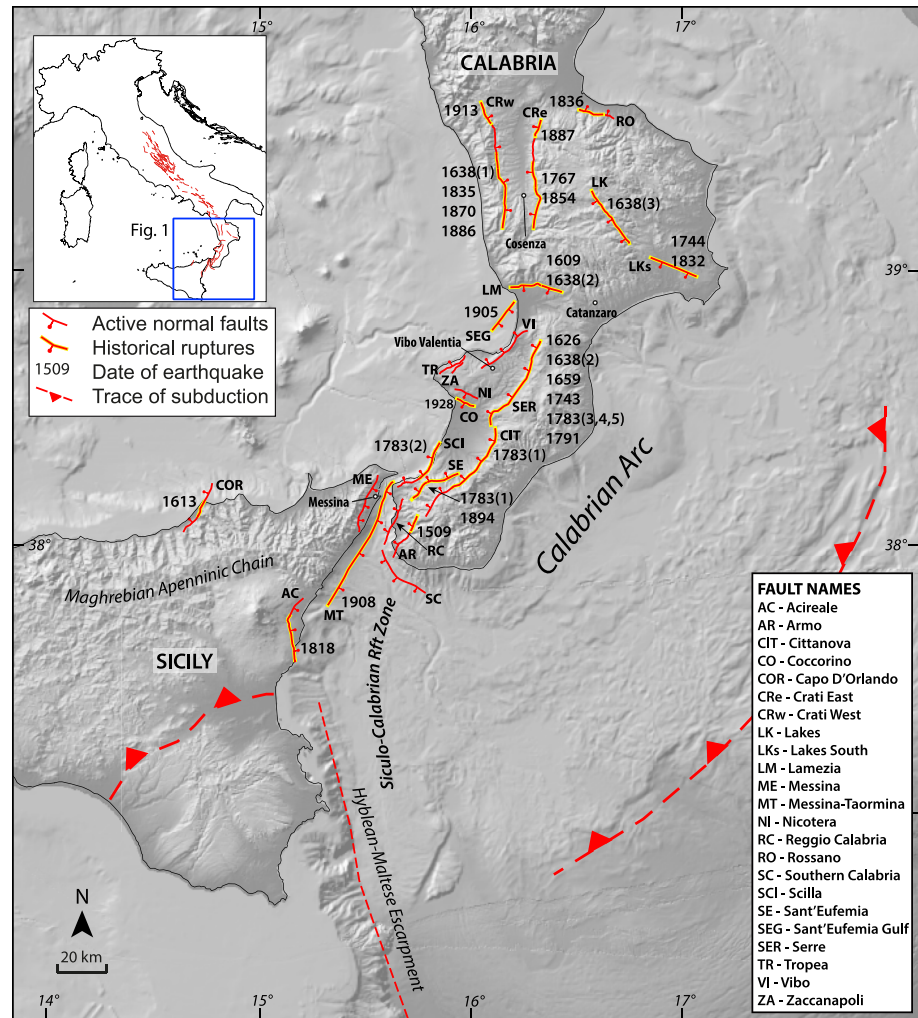 15°
16°
17°
CALABRIA
Fig. 1
Active normal faults
Historical ruptures
1509 Date of earthquake
Trace of subduction
CRw
1913
CRe
1887
1836
RO
1638(1)
1835
1870
1886
1767
1854
LK
1638(3)
Cosenza
1744
1832
LKs
39°
1609
1638(2)
LM
Catanzaro
1905
SEG
VI
Vibo Valentia
TR
ZA
NI
1928
CO
SER
1626
1638(2)
1659
1743
1783(3,4,5)
1791
CIT
1783(1)
SCI
1783(2)
SE
1783(1)
1894
ME
Messina
COR
1613
1509
RC
AR
SC
Calabrian Arc
38°
38°
Maghrebian Apenninic Chain
AC
1908
MT
1818
SICILY
Siculo-Calabrian Rft Zone
Hyblean-Maltese Escarpment
N
20 km
14°
15°
16°
17°
FAULT NAMES
AC - Acireale
AR - Armo
CIT - Cittanova
CO - Coccorino
COR - Capo D'Orlando
CRe - Crati East
CRw - Crati West
LK - Lakes
LKs - Lakes South
LM - Lamezia
ME - Messina
MT - Messina-Taormina
NI - Nicotera
RC - Reggio Calabria
RO - Rossano
SC - Southern Calabria
SCI - Scilla
SE - Sant'Eufemia
SEG - Sant'Eufemia Gulf
SER - Serre
TR - Tropea
VI - Vibo
ZA - Zaccanapoli